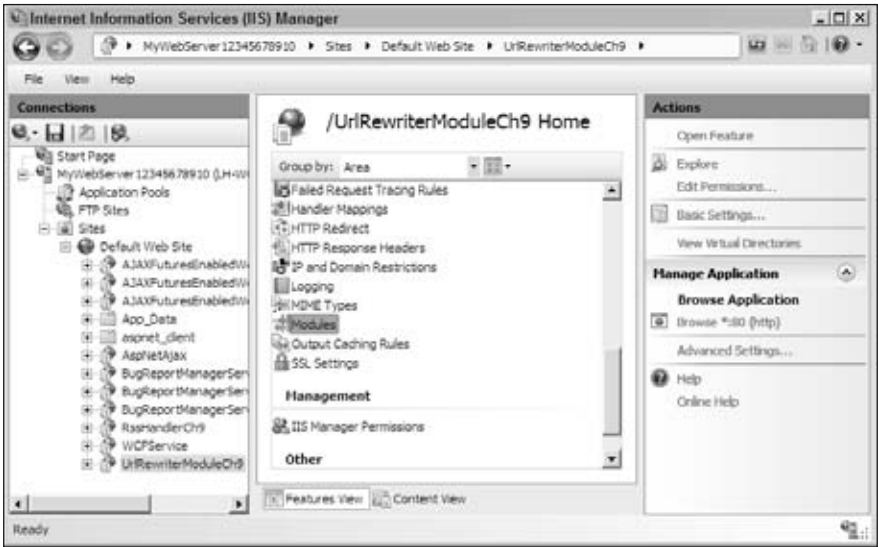 Internet Information Services (IIS) Manager
MyWebServer12345678910 Sites Default Web Site UrlRewriterModuleCh9
File View Help
Connections
Start Page
MyWebServer12345678910 (LH-W
Application Pools
FTP Sites
Sites
Default Web Site
AJAXFuturesEnabledW
AJAXFuturesEnabledW
AJAXFuturesEnabledW
App_Data
aspnet_client
AspNetAjax
BugReportManagerServ
BugReportManagerServ
BugReportManagerServ
RssHandlerCh9
WCFService
UrlRewriterModuleCh9
/UrlRewriterModuleCh9 Home
Group by: Area
Failed Request Tracing Rules
Handler Mappings
HTTP Redirect
HTTP Response Headers
IP and Domain Restrictions
Logging
MIME Types
Modules
Output Caching Rules
SSL Settings
Management
IIS Manager Permissions
Other
Features View Content View
Actions
Open Feature
Explore
Edit Permissions...
Basic Settings...
View Virtual Directories
Manage Application
Browse Application
Browse *:80 (http)
Advanced Settings...
Help
Online Help
Ready